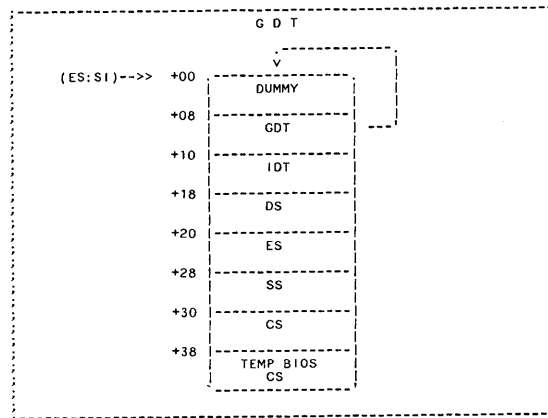 G D T
(ES:SI)-->> +00
DUMMY
+08
GDT
+10
IDT
+18
DS
+20
ES
+28
SS
+30
CS
+38
TEMP BIOS
CS